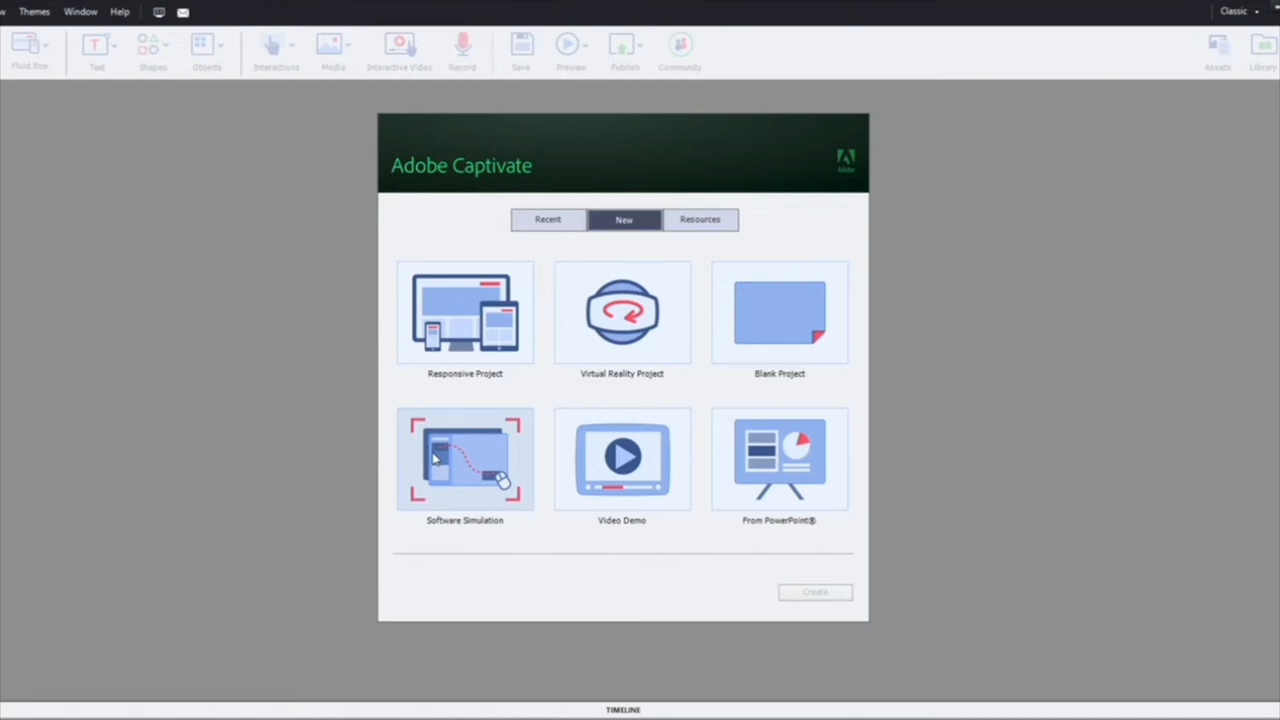 Themes Window Help Classic
Fluid Box Text Shapes Objects Interactions Media Interactive Video Record Save Preview Publish Community Assets Library
Adobe Captivate
Adobe
Recent New Resources
Responsive Project Virtual Reality Project Blank Project
Software Simulation Video Demo From PowerPoint®
Create
TIMELINE